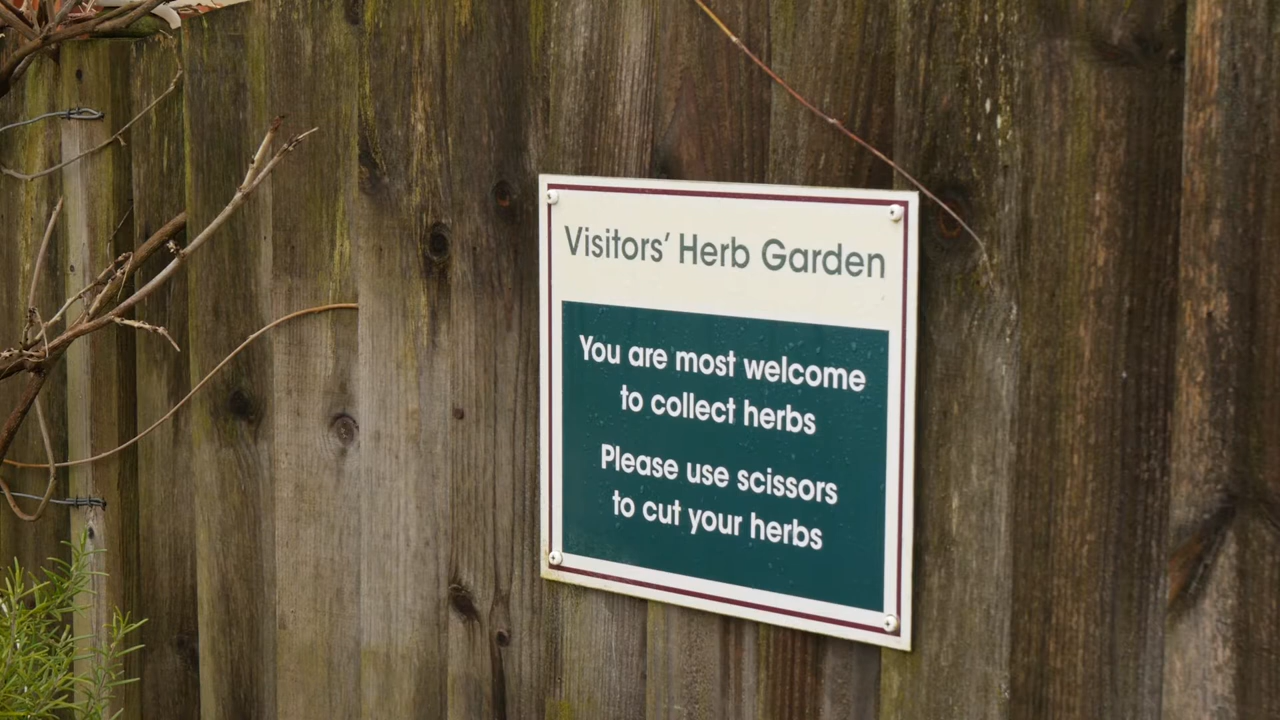 Visitors' Herb Garden
You are most welcome
to collect herbs
Please use scissors
to cut your herbs